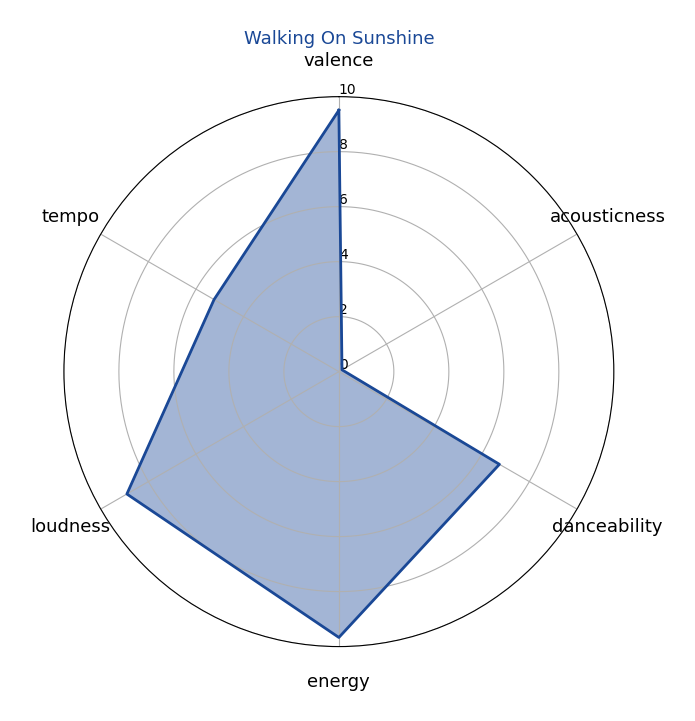 Walking On Sunshine
valence
10
8
tempo
6
acousticness
4
2
0
loudness
danceability
energy